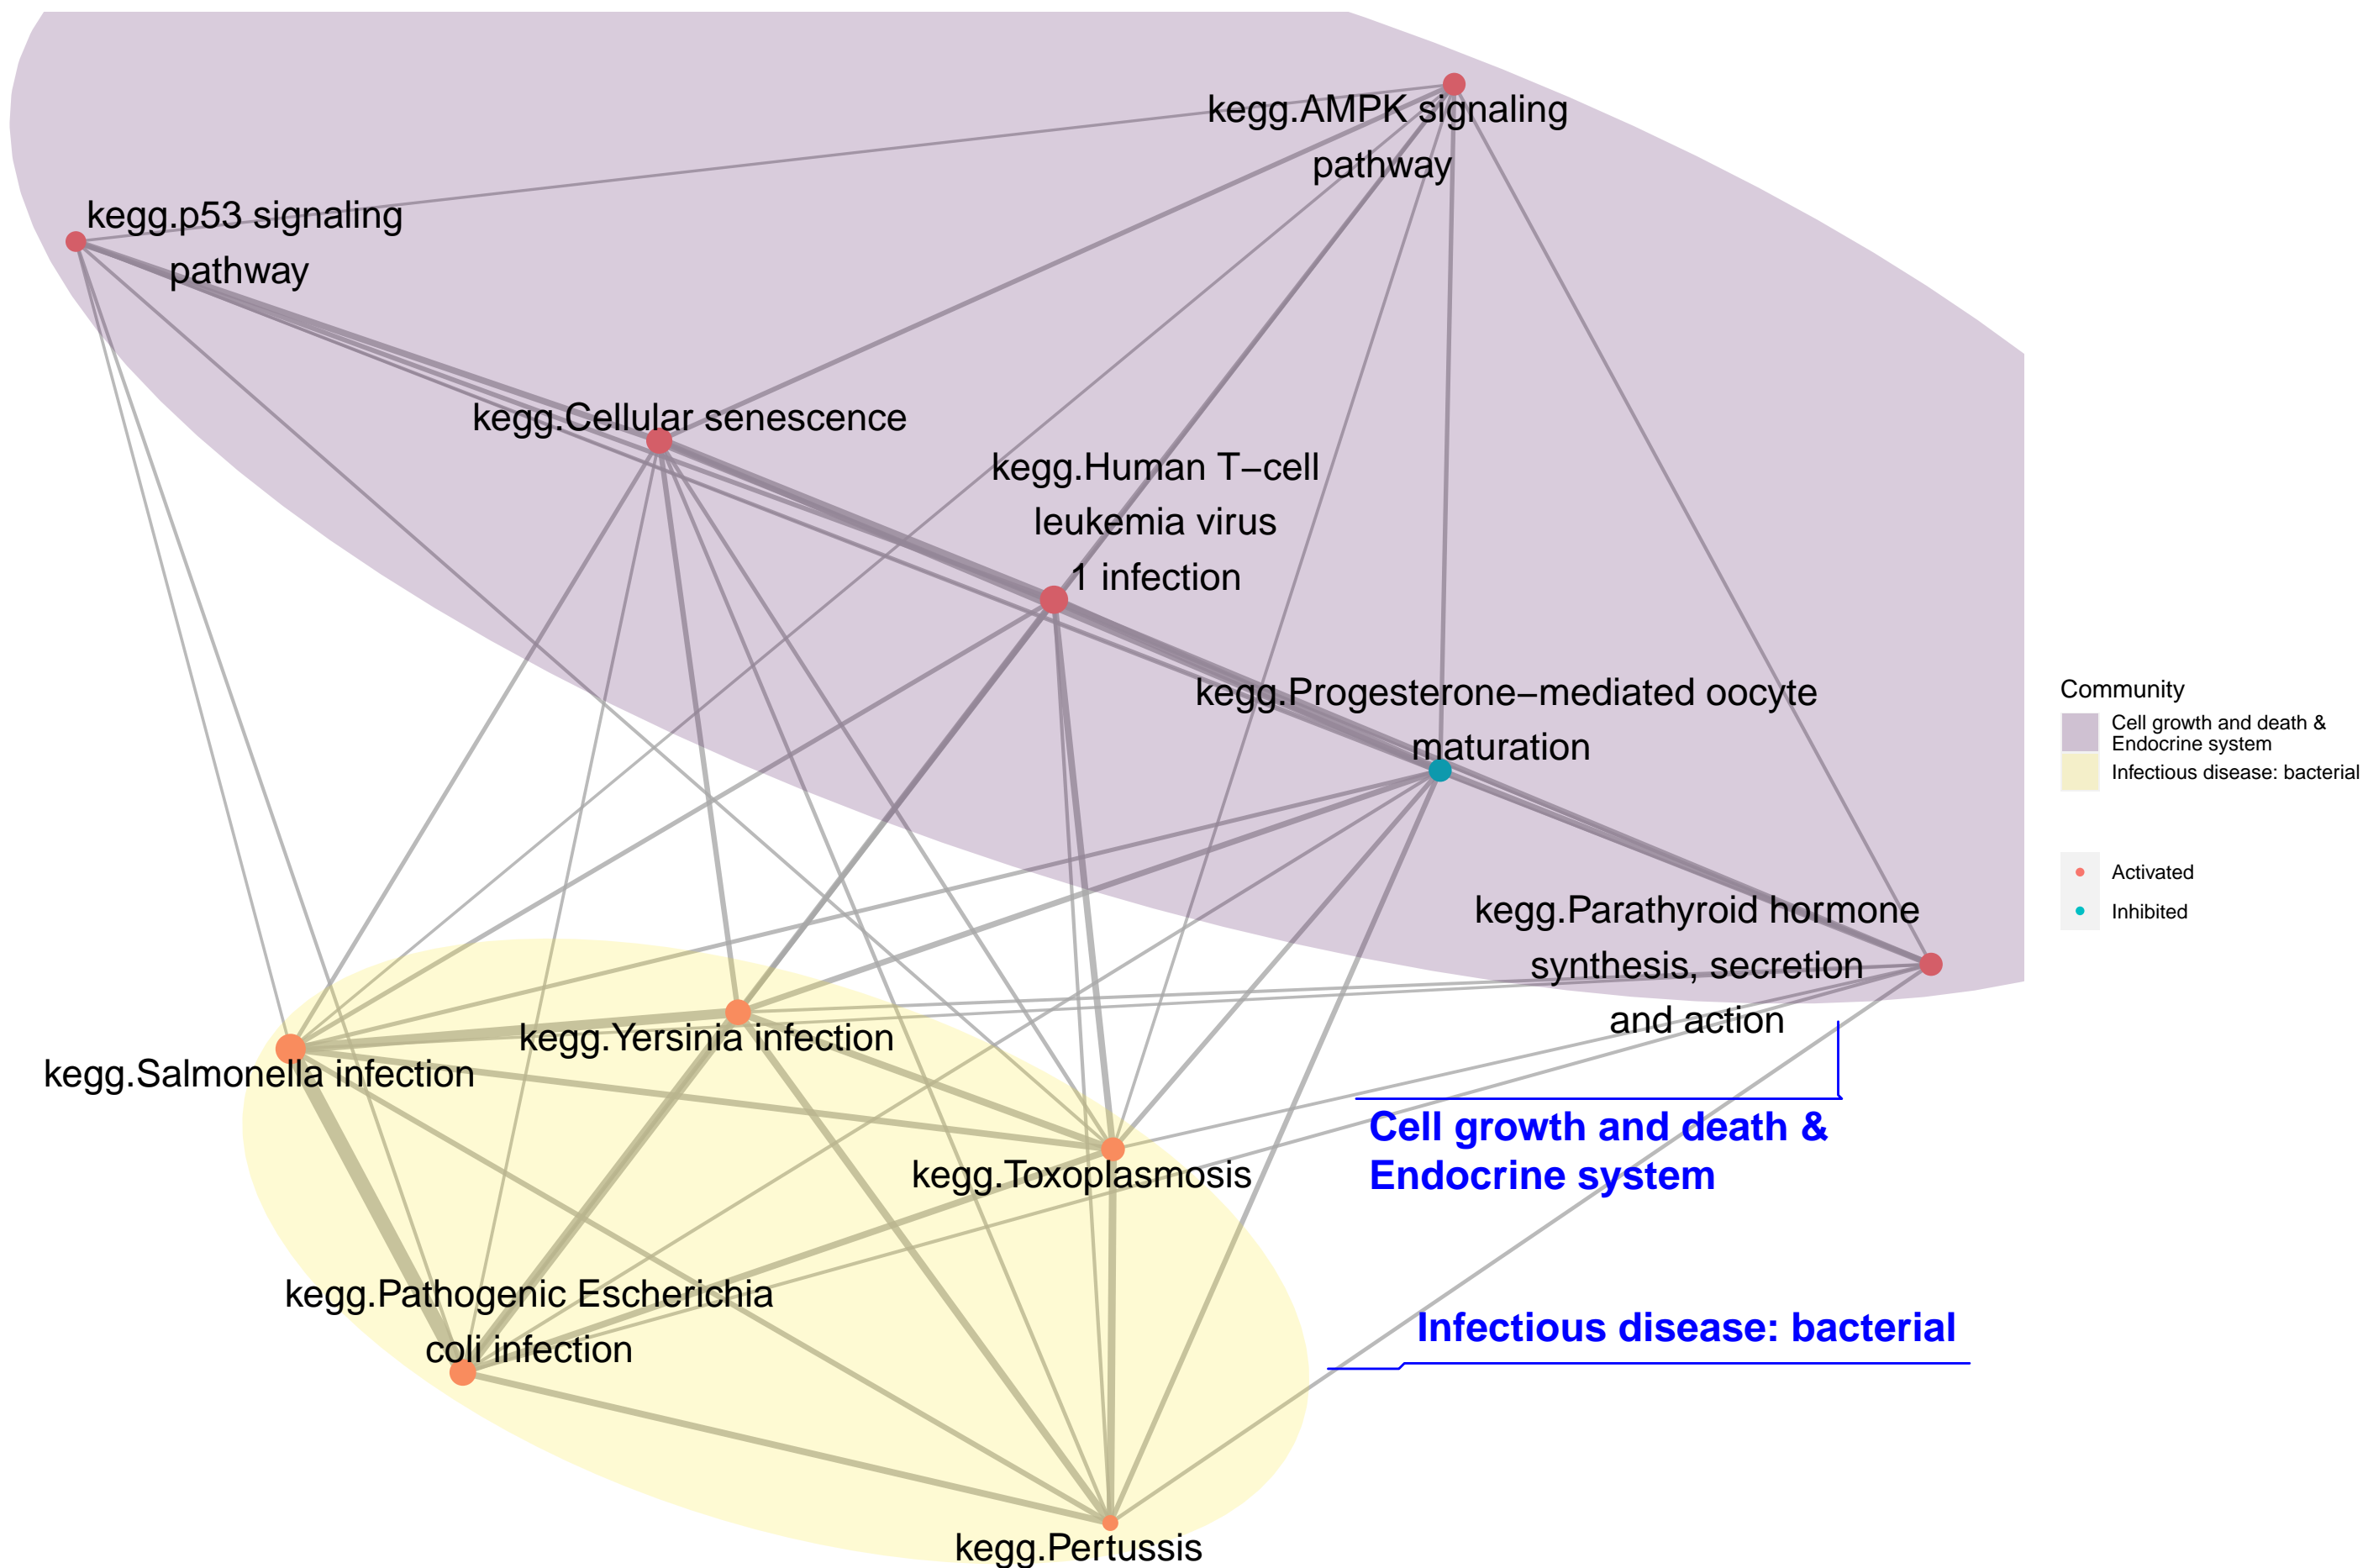 kegg.AMPK signaling
pathway
kegg.p53 signaling
pathway
kegg.Cellular senescence
kegg.Human T−cell
leukemia virus
1 infection
kegg.Progesterone−mediated oocyte
maturation
kegg.Parathyroid hormone
synthesis, secretion
and action
kegg.Yersinia infection
kegg.Salmonella infection
kegg.Toxoplasmosis
kegg.Pathogenic Escherichia
coli infection
kegg.Pertussis
Cell growth and death &
Endocrine system
Infectious disease: bacterial
Community
Cell growth and death &
Endocrine system
Infectious disease: bacterial
Activated
Inhibited